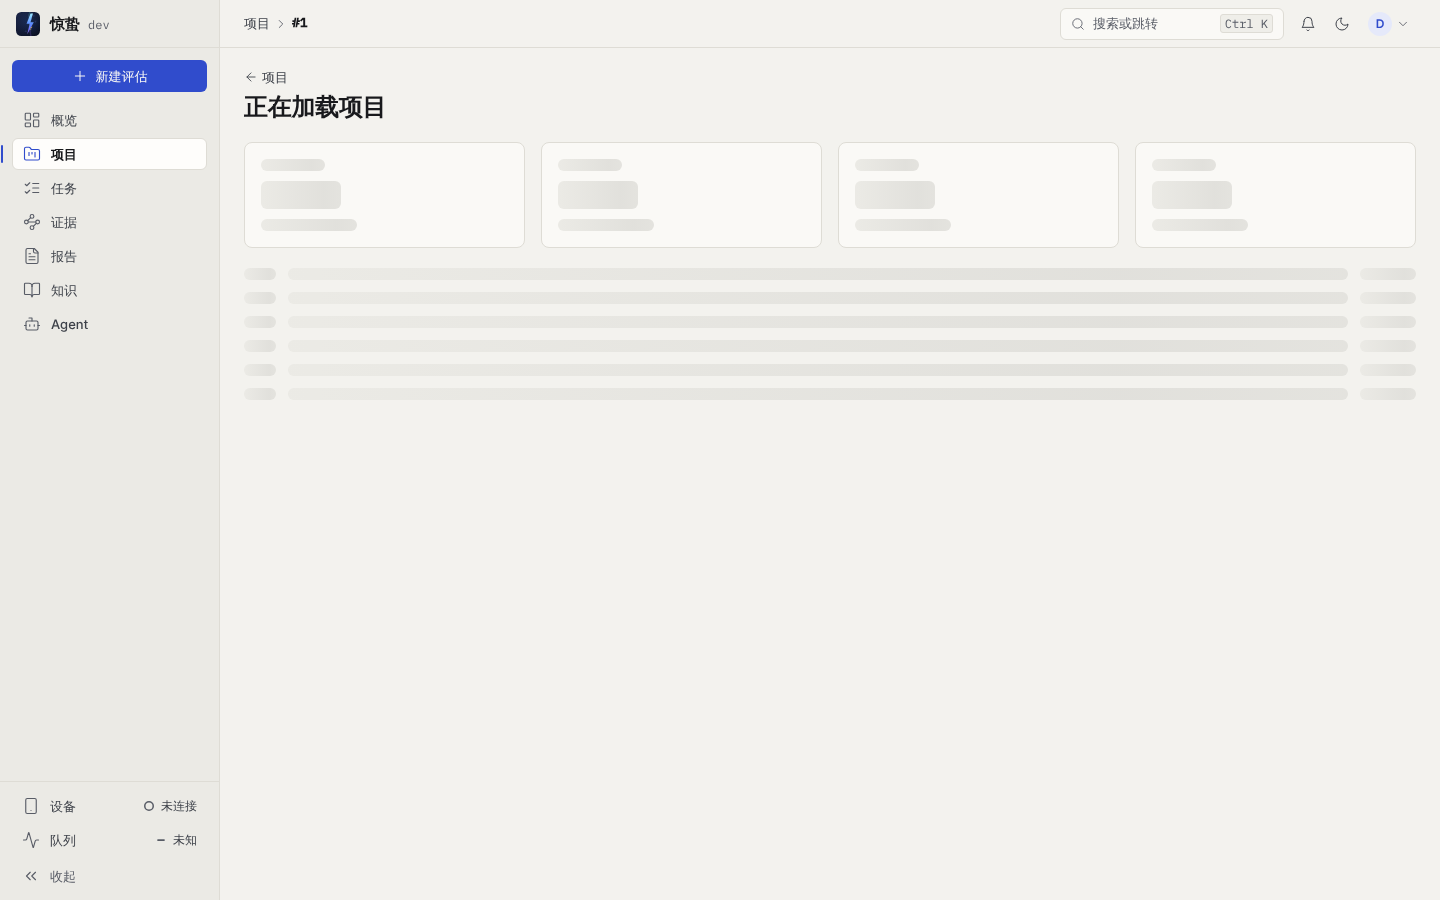 惊蛰 dev
项目 > #1
搜索或跳转 Ctrl K
D
新建评估
概览
项目
任务
证据
报告
知识
Agent
项目
正在加载项目
设备 未连接
队列 未知
收起